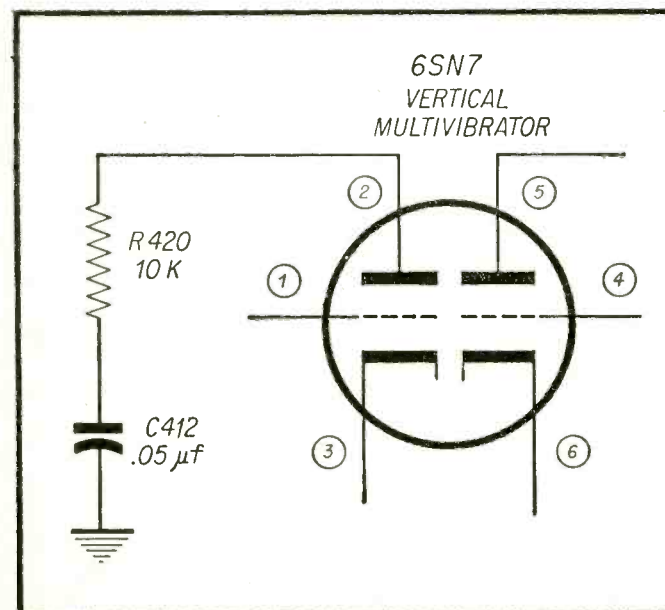 6SN7
VERTICAL
MULTIVIBRATOR
2
5
R420
10 K
1
4
C412
.05 µf
3
6